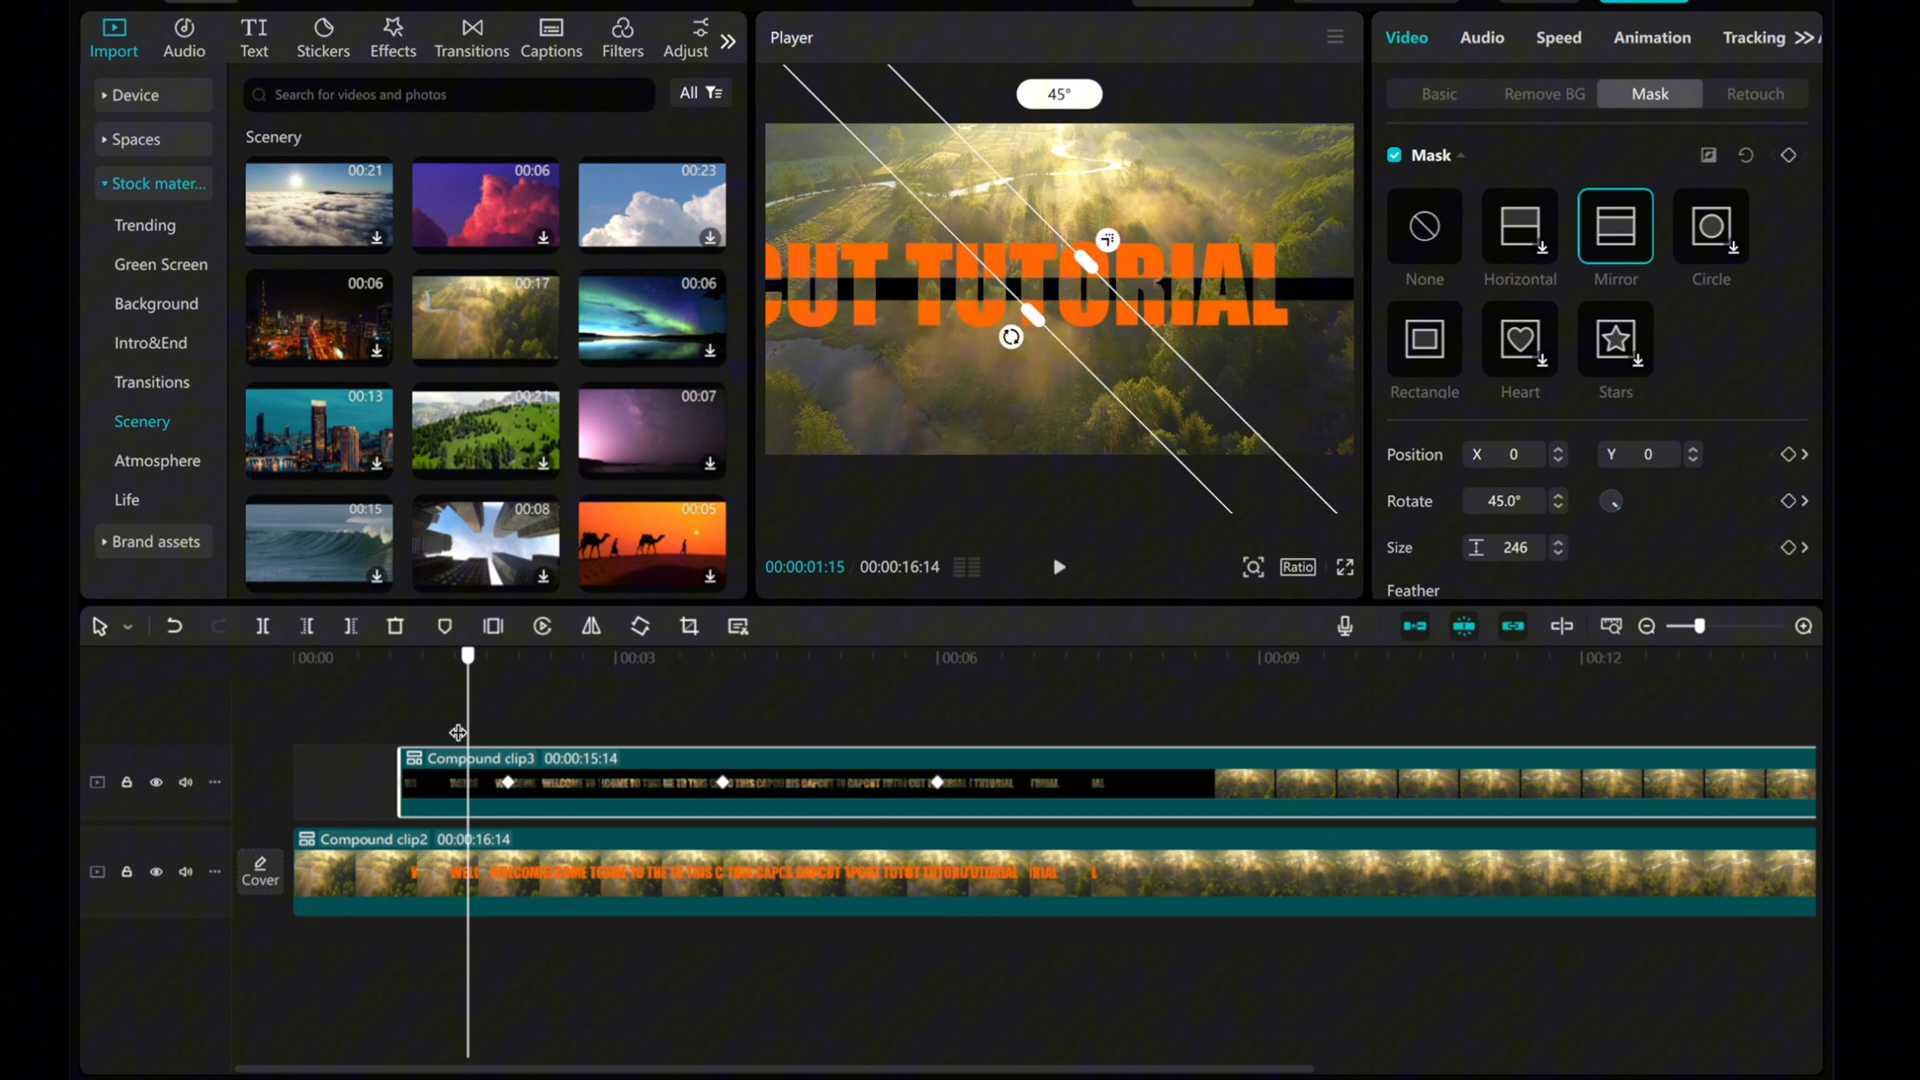 Import Audio Text Stickers Effects Transitions Captions Filters Adjust
Device
Spaces
Stock mater...
Trending
Green Screen
Background
Intro&End
Transitions
Scenery
Atmosphere
Life
Brand assets
Search for videos and photos
All
Scenery
00:21 00:06 00:23
00:06 00:17 00:06
00:13 00:21 00:07
00:15 00:08 00:05
Player
45°
CUT TUTORIAL
00:00:01:15 00:00:16:14
Ratio
Video Audio Speed Animation Tracking
Basic Remove BG Mask Retouch
Mask
None Horizontal Mirror Circle
Rectangle Heart Stars
Position X 0 Y 0
Rotate 45.0°
Size 246
Feather
00:00 00:03 00:06 00:09 00:12
Compound clip3 00:00:15:14
Compound clip2 00:00:16:14
Cover